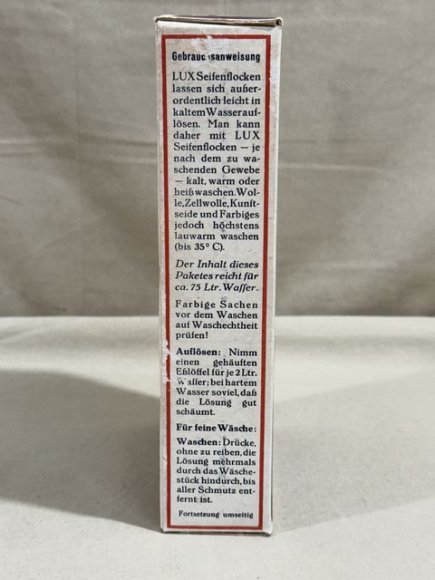 Gebrauchsanweisung
LUX Seifenflocken
lassen sich außer-
ordentlich leicht in
kaltem Wasser auf-
lösen. Man kann
daher mit LUX
Seifenflocken — je
nach dem zu wa-
schenden Gewebe
— kalt, warm oder
heiß waschen. Wol-
le, Zellwolle, Kunst-
seide und Farbiges
jedoch höchstens
lauwarm waschen
(bis 35° C).
Der Inhalt dieses
Paketes reicht für
ca. 75 Ltr. Wasser.
Farbige Sachen
vor dem Waschen
auf Waschechtheit
prüfen!
Auflösen: Nimm
einen gehäuften
Eßlöffel für je 2 Ltr.
Wasser; bei hartem
Wasser soviel, daß
die Lösung gut
schäumt.
Für feine Wäsche:
Waschen: Drücke,
ohne zu reiben, die
Lösung mehrmals
durch das Wäsche-
stück hindurch, bis
aller Schmutz ent-
fernt ist.
Fortsetzung umseitig